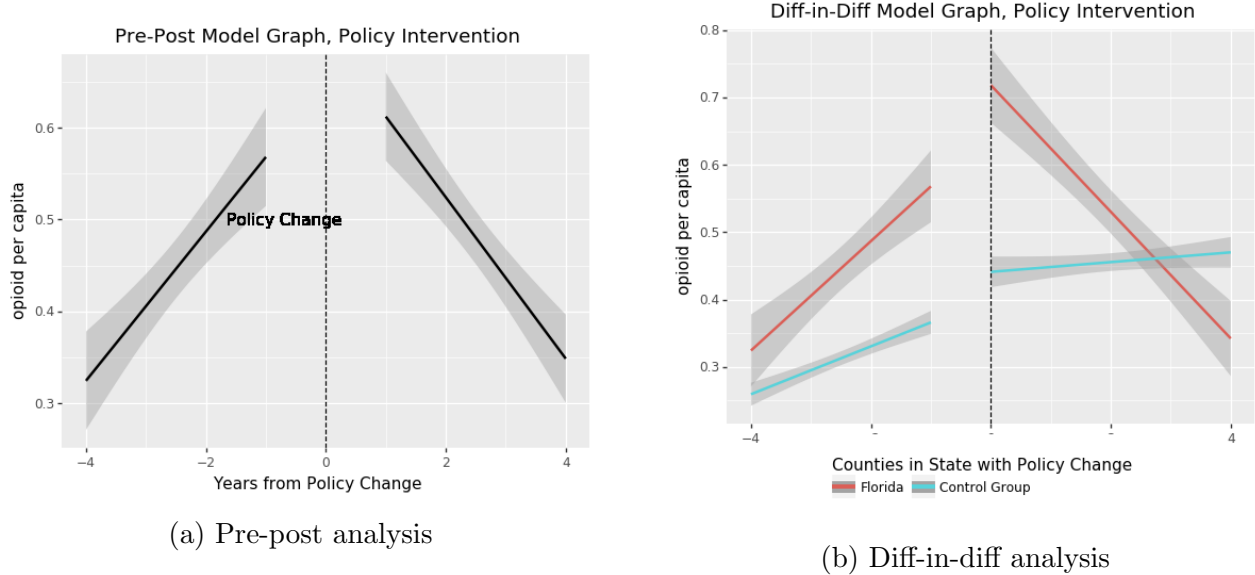 Pre-Post Model Graph, Policy Intervention
opioid per capita
0.6
0.5
0.4
0.3
Policy Change
−4
−2
0
2
4
Years from Policy Change
(a) Pre-post analysis
Diff-in-Diff Model Graph, Policy Intervention
opioid per capita
0.8
0.7
0.6
0.5
0.4
0.3
−4
4
Counties in State with Policy Change
Florida
Control Group
(b) Diff-in-diff analysis